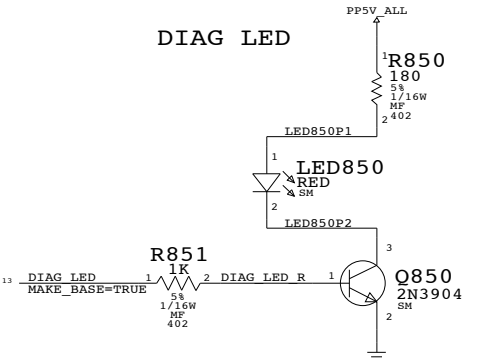 PP5V_ALL
DIAG LED
1
R850
180
5%
1/16W
MF
402
2
LED850P1
1
LED850
RED
SM
2
LED850P2
3
R851
1K
13
DIAG_LED
1
2
DIAG_LED_R
1
Q850
MAKE_BASE=TRUE
2N3904
5%
SM
1/16W
MF
402
2